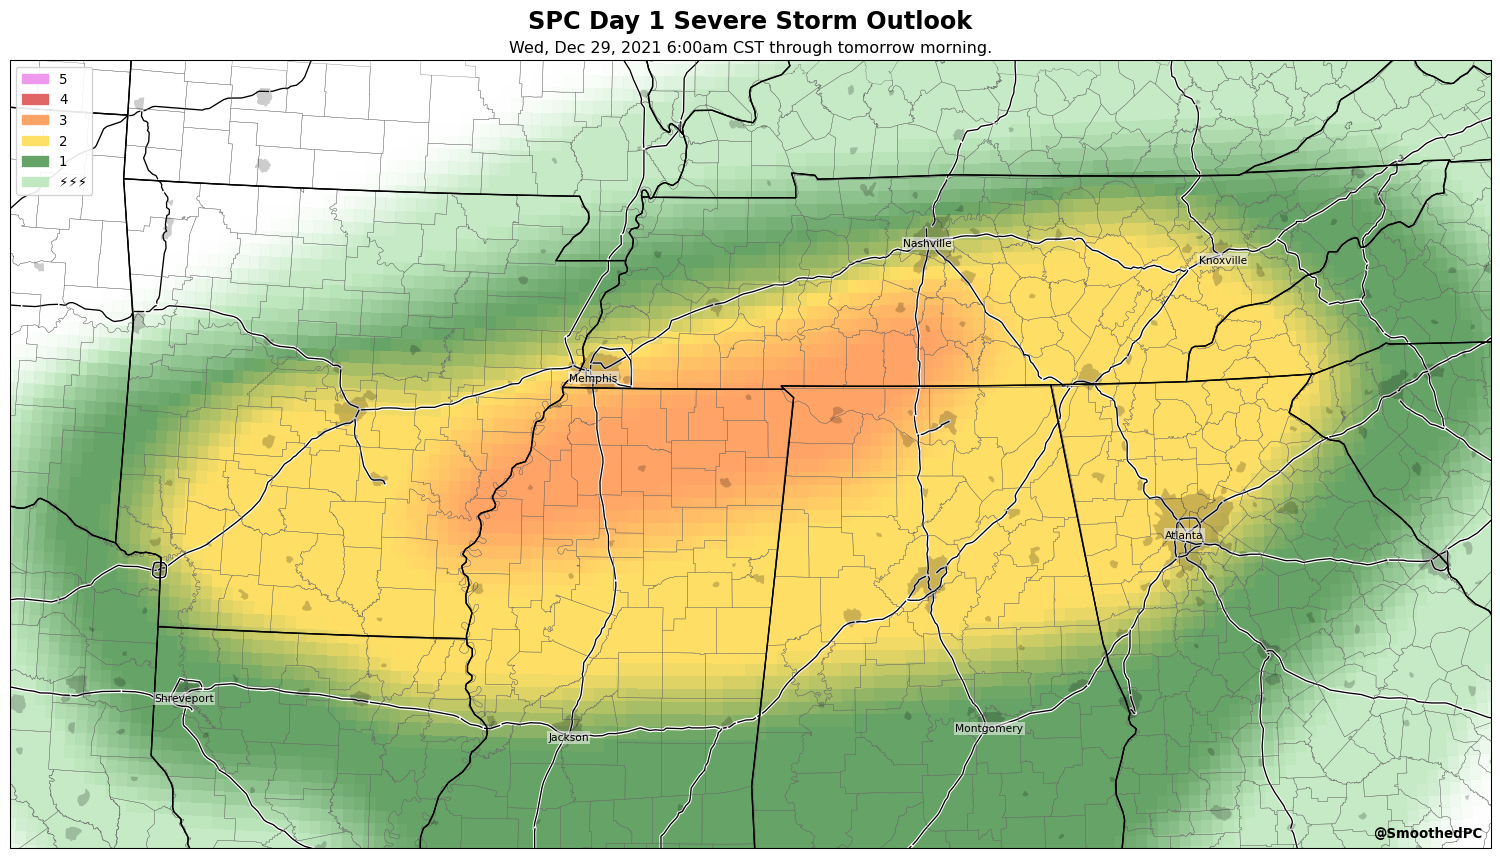 SPC Day 1 Severe Storm Outlook
Wed, Dec 29, 2021 6:00am CST through tomorrow morning.
5
4
3
2
1
⚡⚡⚡
Nashville
Knoxville
Memphis
Atlanta
Shreveport
Montgomery
Jackson
@SmoothedPC